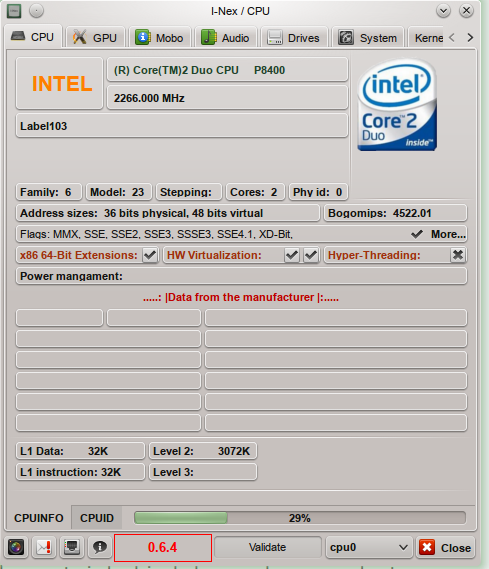 I-Nex / CPU
CPU GPU Mobo Audio Drives System Kerne
INTEL
(R) Core(TM)2 Duo CPU P8400
2266.000 MHz
Label103
intel
Core™2
Duo
inside™
Family: 6 Model: 23 Stepping: Cores: 2 Phy id: 0
Address sizes: 36 bits physical, 48 bits virtual Bogomips: 4522.01
Flags: MMX, SSE, SSE2, SSE3, SSSE3, SSE4.1, XD-Bit, More...
x86 64-Bit Extensions: HW Virtualization: Hyper-Threading:
Power mangament:
.....: |Data from the manufacturer |:.....
L1 Data: 32K Level 2: 3072K
L1 instruction: 32K Level 3:
CPUINFO CPUID 29%
0.6.4 Validate cpu0 Close